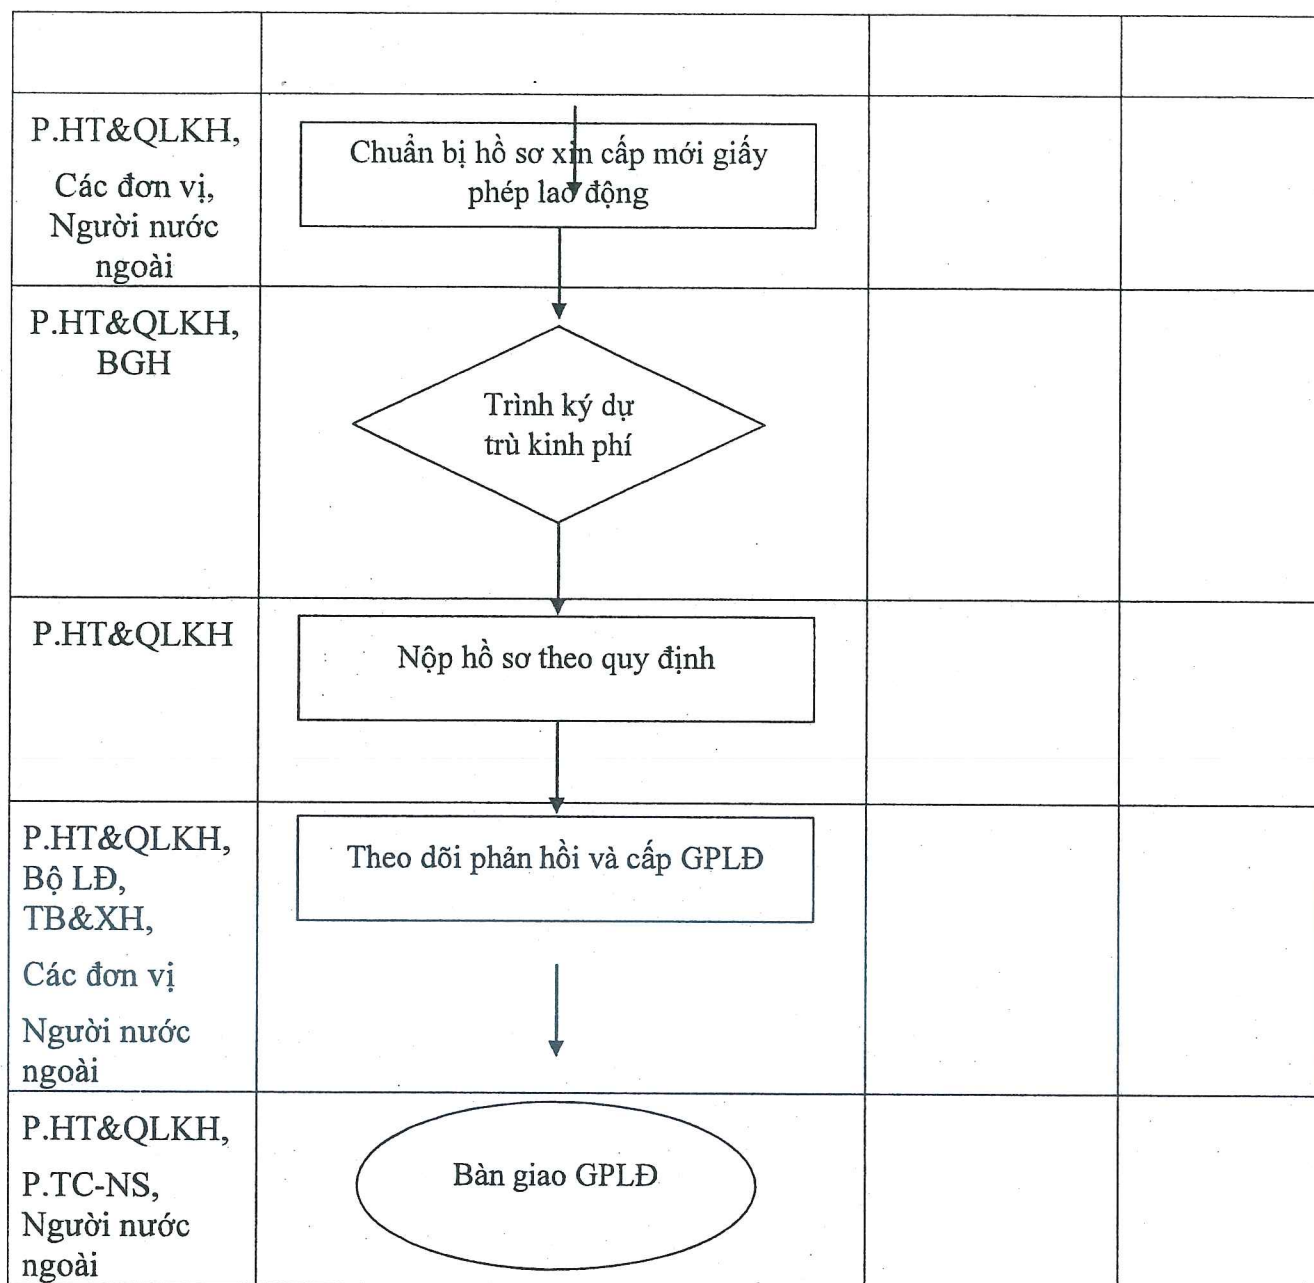 P.HT&QLKH,
Các đơn vị,
Người nước
ngoài
Chuẩn bị hồ sơ xin cấp mới giấy
phép lao động
P.HT&QLKH,
BGH
Trình ký dự
trù kinh phí
P.HT&QLKH
Nộp hồ sơ theo quy định
P.HT&QLKH,
Bộ LĐ,
TB&XH,
Các đơn vị
Người nước
ngoài
Theo dõi phản hồi và cấp GPLĐ
P.HT&QLKH,
P.TC-NS,
Người nước
ngoài
Bàn giao GPLĐ